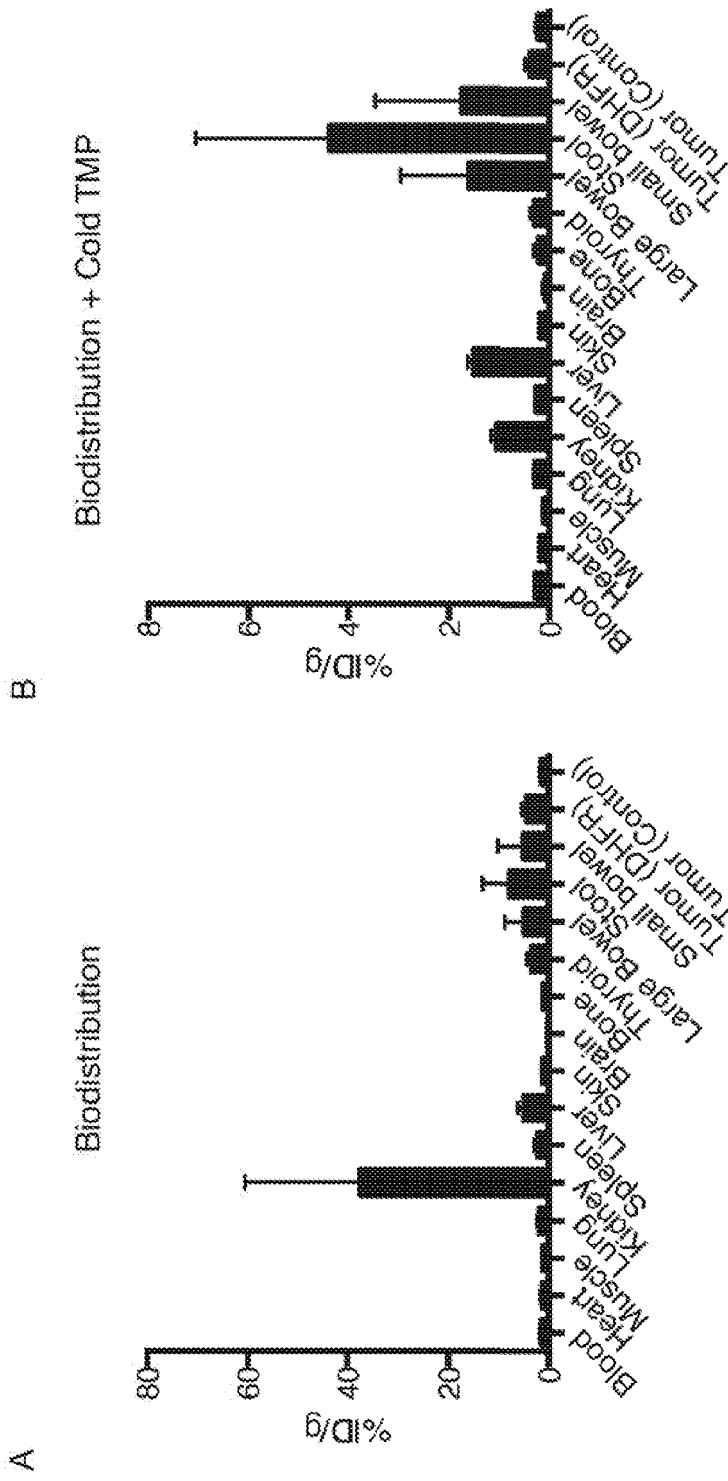 A
Biodistribution
%ID/g
80
60
40
20
0
Blood
Heart
Muscle
Lung
Kidney
Spleen
Liver
Skin
Brain
Bone
Thyroid
Large Bowel
Stool
Small bowel
Tumor (DHFR)
Tumor (Control)
B
Biodistribution + Cold TMP
%ID/g
8
6
4
2
0
Blood
Heart
Muscle
Lung
Kidney
Spleen
Liver
Skin
Brain
Bone
Thyroid
Large Bowel
Stool
Small bowel
Tumor (DHFR)
Tumor (Control)